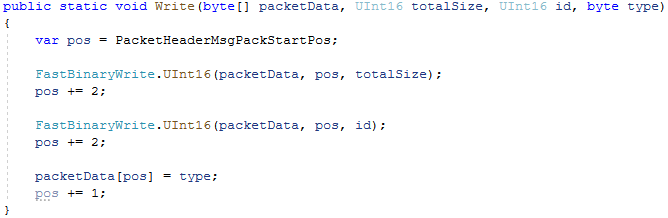 public static void Write(byte[] packetData, UInt16 totalSize, UInt16 id, byte type)
{
var pos = PacketHeaderMsgPackStartPos;
FastBinaryWrite.UInt16(packetData, pos, totalSize);
pos += 2;
FastBinaryWrite.UInt16(packetData, pos, id);
pos += 2;
packetData[pos] = type;
pos += 1;
}